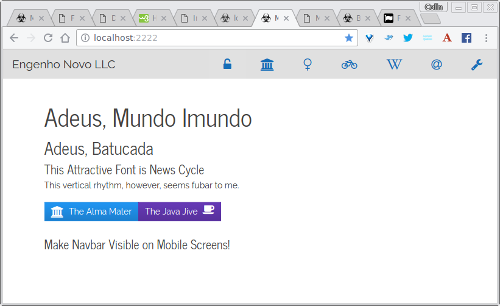 Colin
localhost:2222
Engenho Novo LLC
Adeus, Mundo Imundo
Adeus, Batucada
This Attractive Font is News Cycle
This vertical rhythm, however, seems fubar to me.
The Alma Mater
The Java Jive
Make Navbar Visible on Mobile Screens!